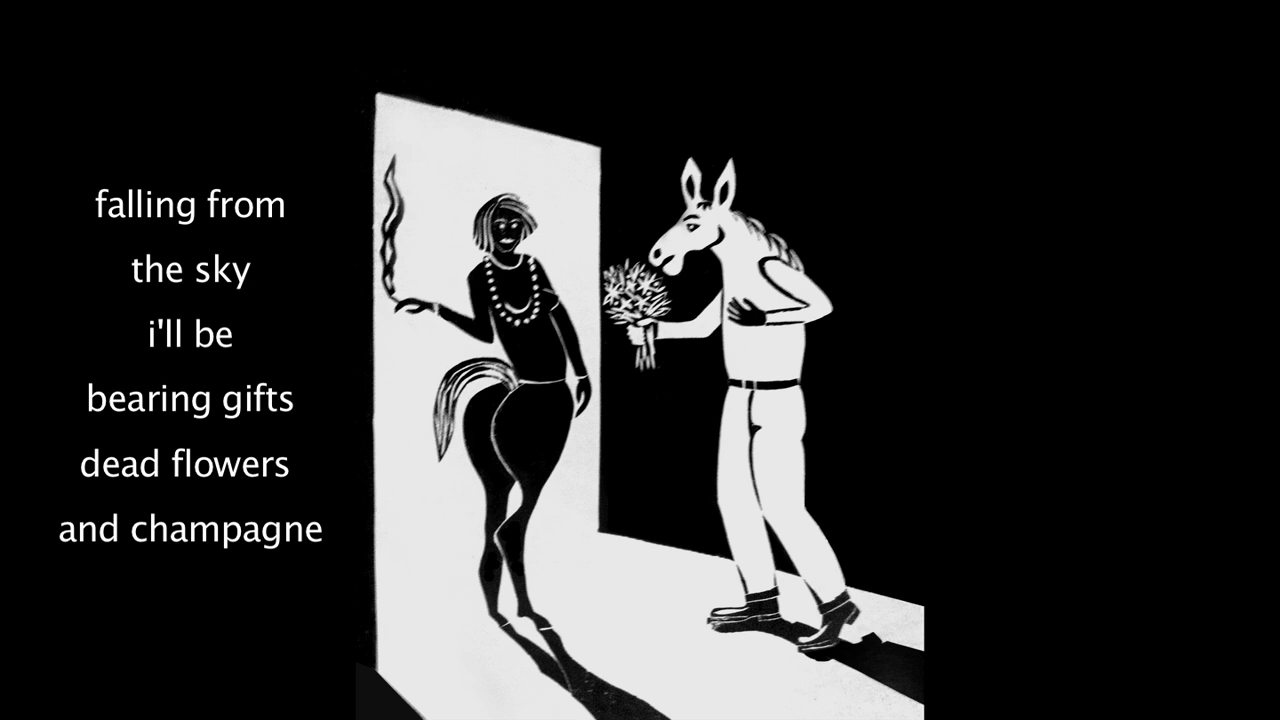 falling from
the sky
i'll be
bearing gifts
dead flowers
and champagne